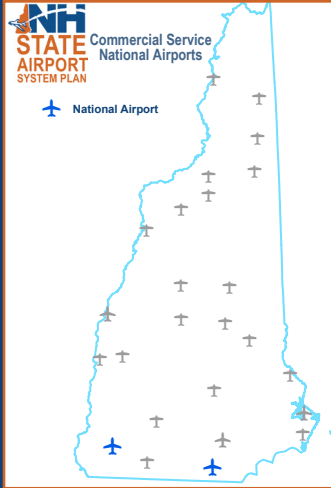 NH
STATE
AIRPORT
SYSTEM PLAN
Commercial Service
National Airports
National Airport